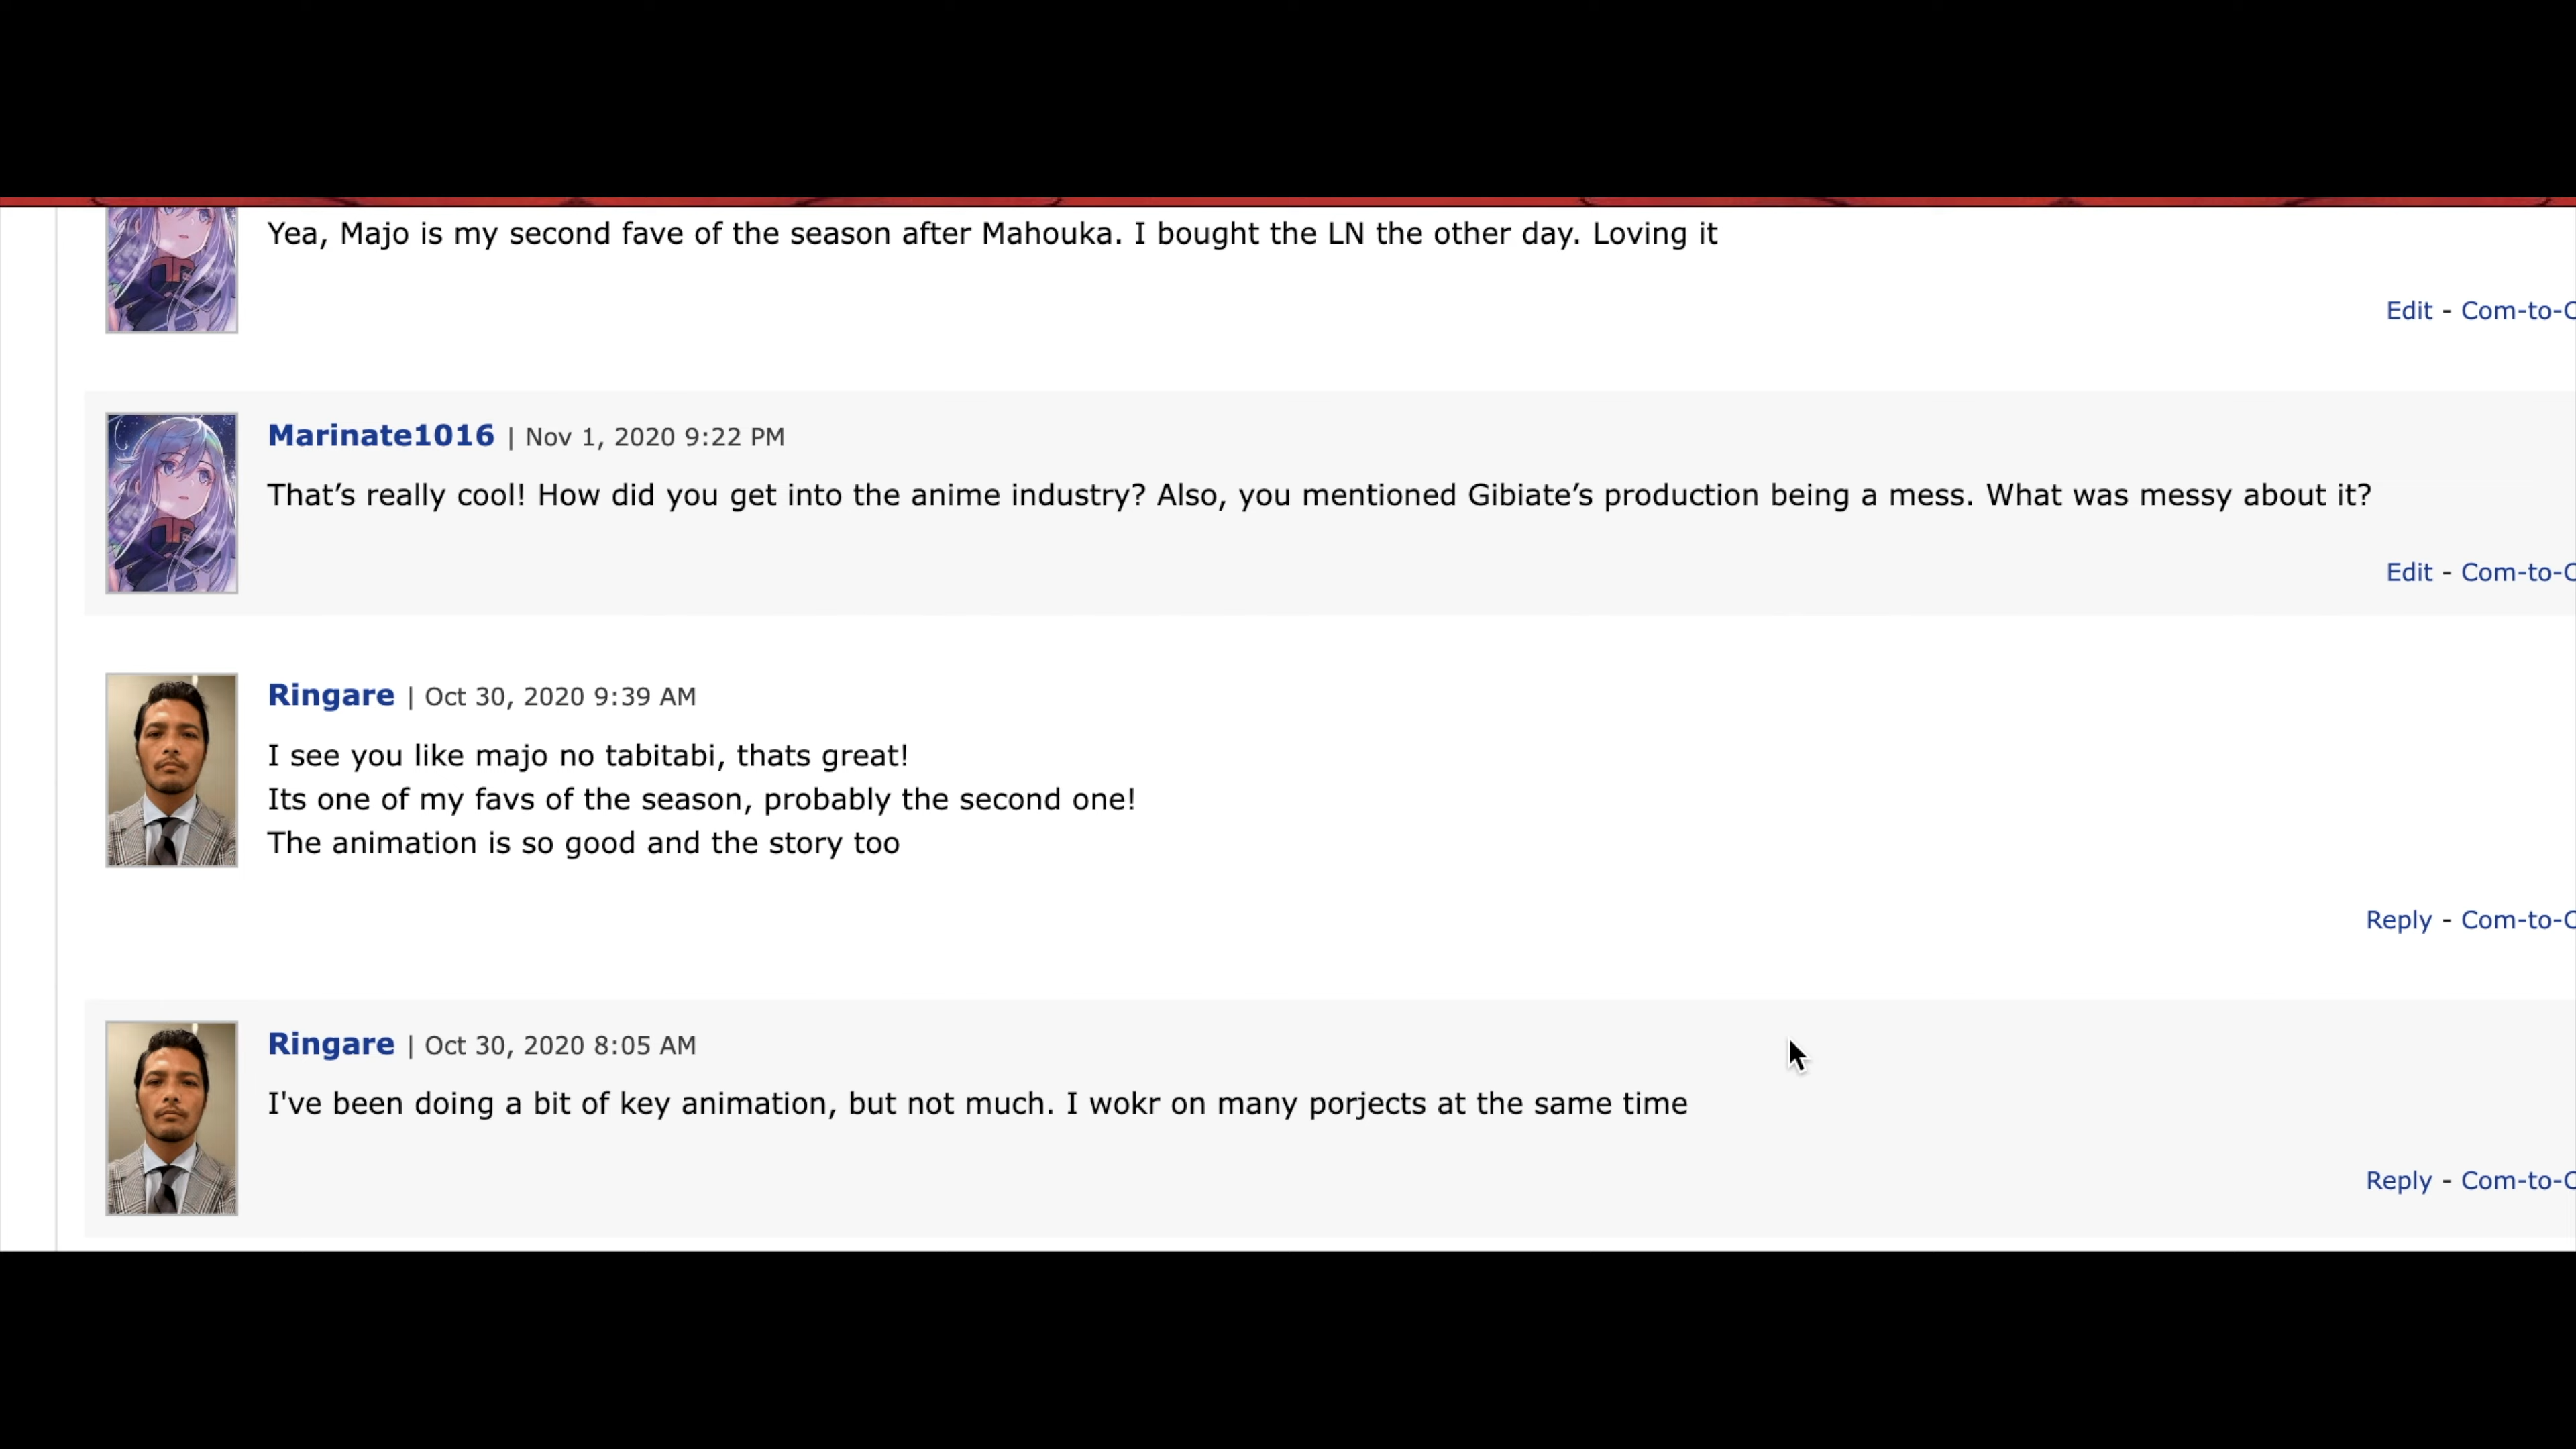 Yea, Majo is my second fave of the season after Mahouka. I bought the LN the other day. Loving it
Edit - Com-to-C
Marinate1016 | Nov 1, 2020 9:22 PM
That’s really cool! How did you get into the anime industry? Also, you mentioned Gibiate’s production being a mess. What was messy about it?
Edit - Com-to-C
Ringare | Oct 30, 2020 9:39 AM
I see you like majo no tabitabi, thats great!
Its one of my favs of the season, probably the second one!
The animation is so good and the story too
Reply - Com-to-C
Ringare | Oct 30, 2020 8:05 AM
I've been doing a bit of key animation, but not much. I wokr on many porjects at the same time
Reply - Com-to-C